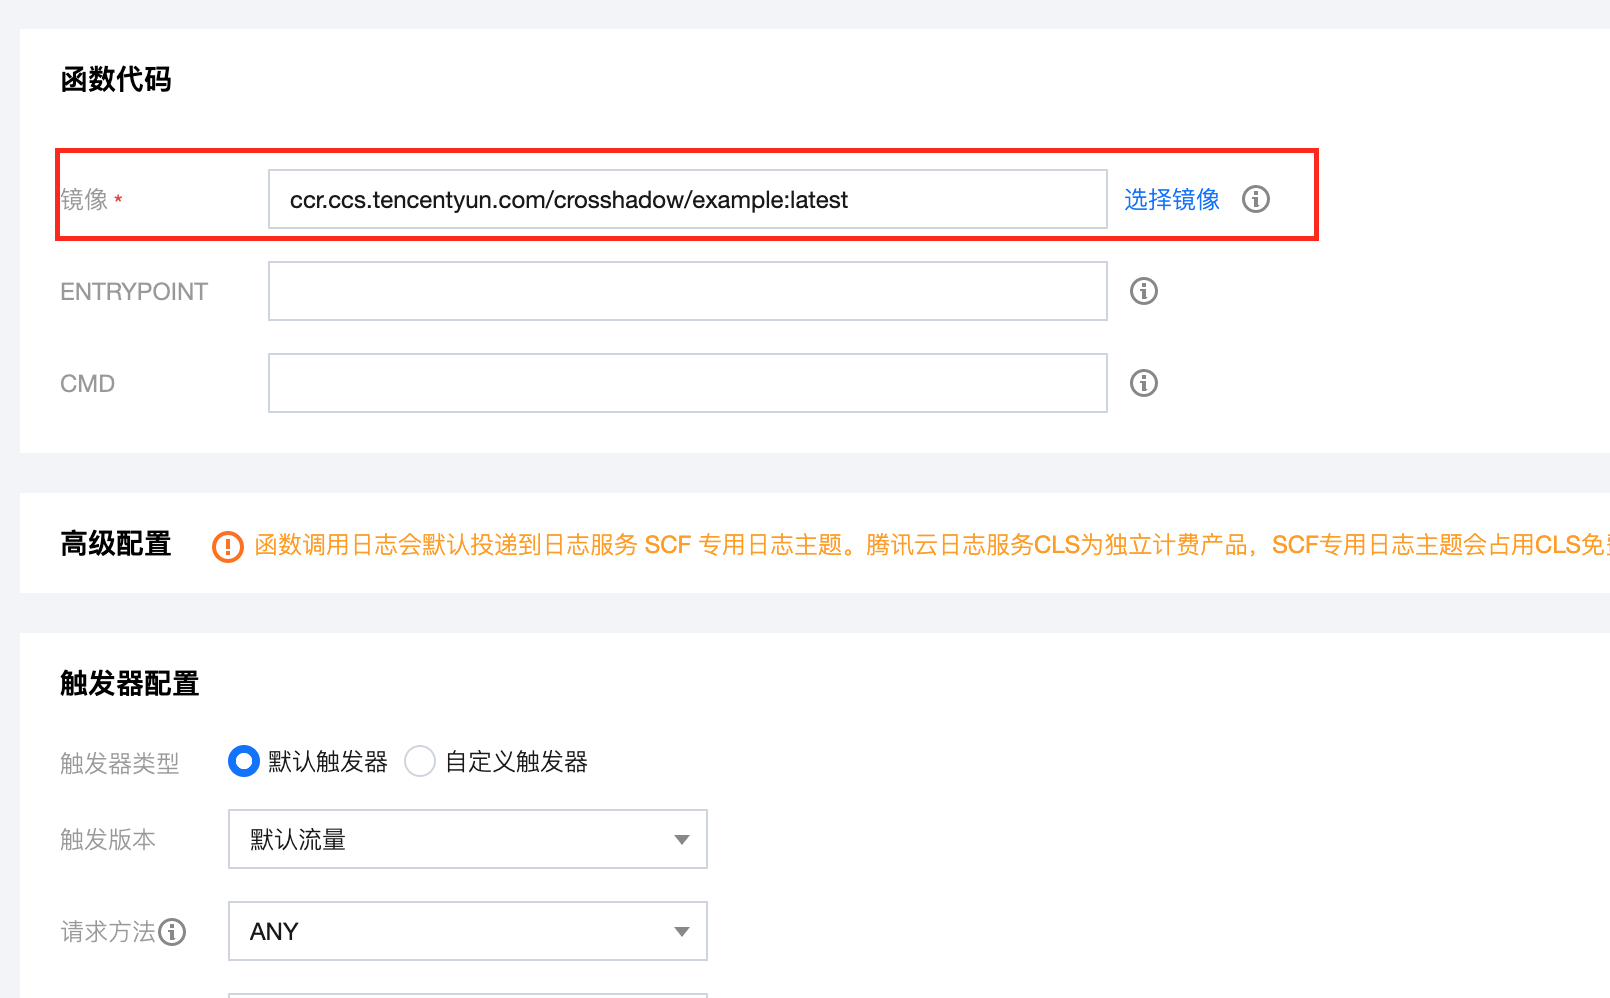 函数代码
镜像 *
ccr.ccs.tencentyun.com/crosshadow/example:latest
选择镜像
ENTRYPOINT
CMD
高级配置
函数调用日志会默认投递到日志服务 SCF 专用日志主题。腾讯云日志服务CLS为独立计费产品，SCF专用日志主题会占用CLS免
触发器配置
触发器类型
默认触发器
自定义触发器
触发版本
默认流量
请求方法
ANY